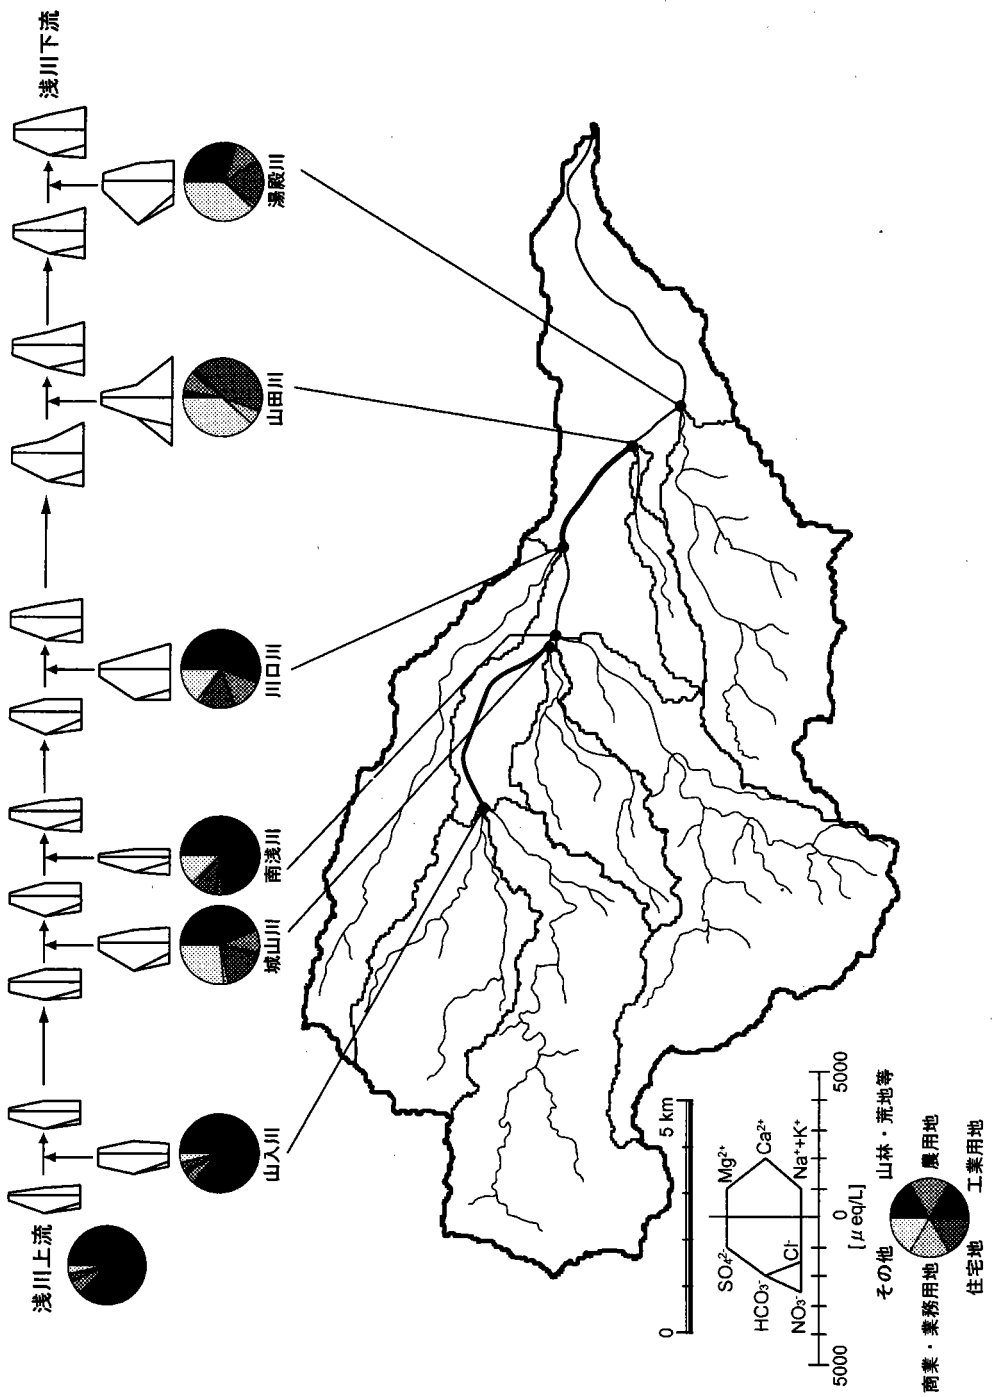 浅川上流
浅川下流
山入川
城山川
南浅川
川口川
山田川
湯殿川
0
5 km
SO₄²⁻
Mg²⁺
HCO₃⁻
Ca²⁺
NO₃⁻
Cl⁻
Na⁺+K⁺
5000
0
5000
[μeq/L]
その他
山林・荒地等
商業・業務用地
農用地
住宅地
工業用地